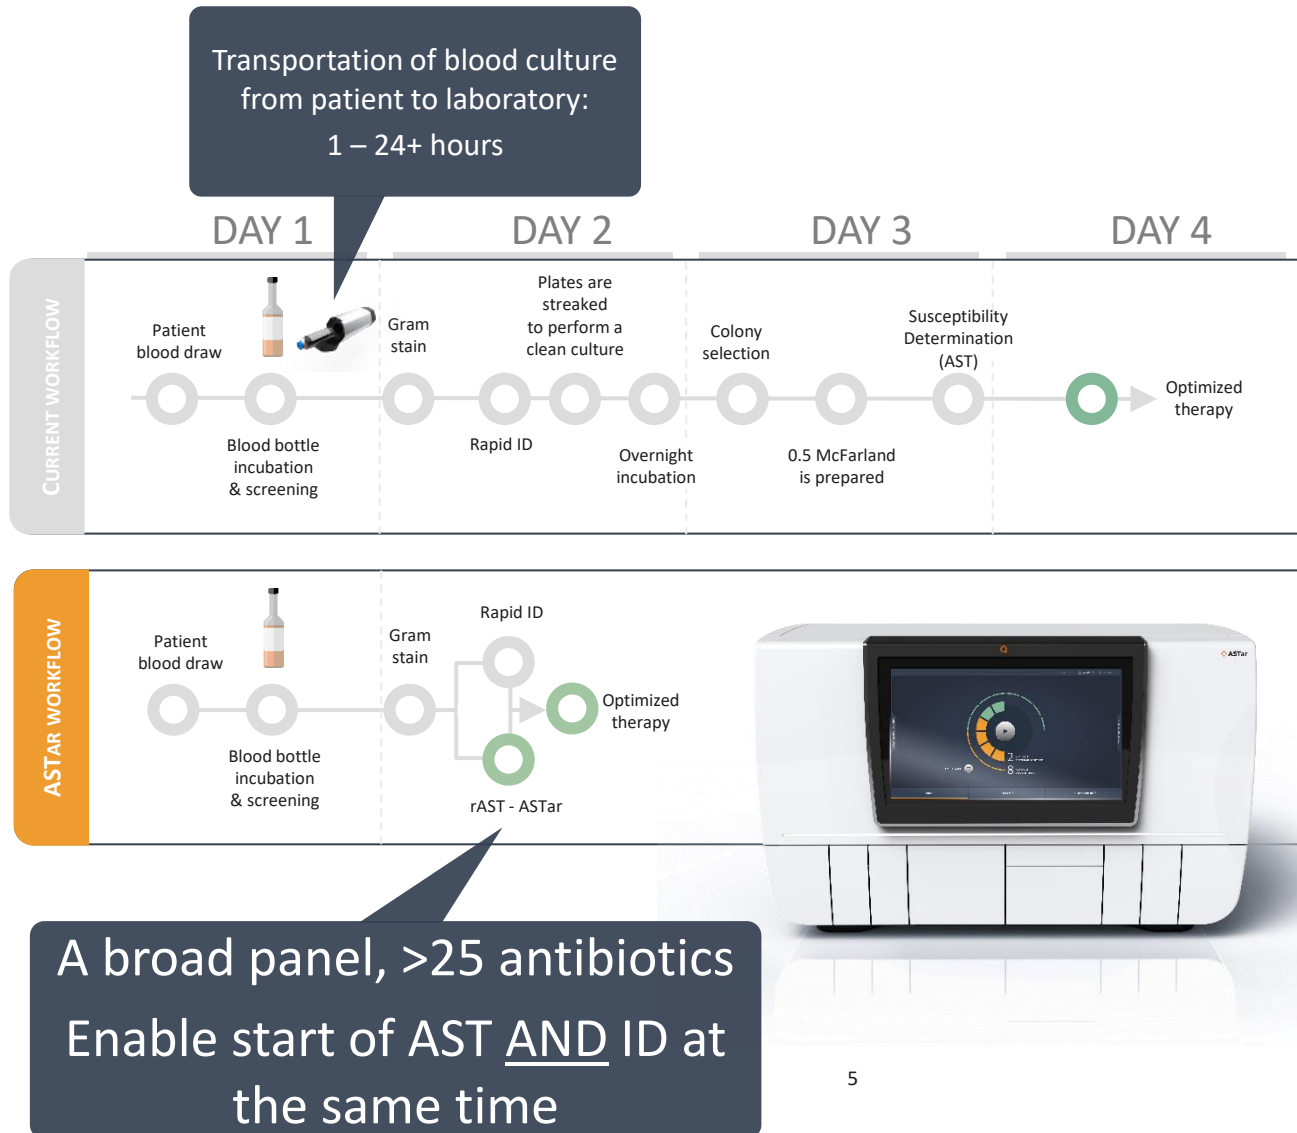 Transportation of blood culture
from patient to laboratory:
1 – 24+ hours
DAY 1
DAY 2
DAY 3
DAY 4
CURRENT WORKFLOW
Patient
blood draw
Blood bottle
incubation
& screening
Gram
stain
Rapid ID
Plates are
streaked
to perform a
clean culture
Overnight
incubation
Colony
selection
0.5 McFarland
is prepared
Susceptibility
Determination
(AST)
Optimized
therapy
ASTAR WORKFLOW
Patient
blood draw
Blood bottle
incubation
& screening
Gram
stain
Rapid ID
rAST - ASTar
Optimized
therapy
ASTar
2
8
A broad panel, >25 antibiotics
Enable start of AST AND ID at
the same time
5